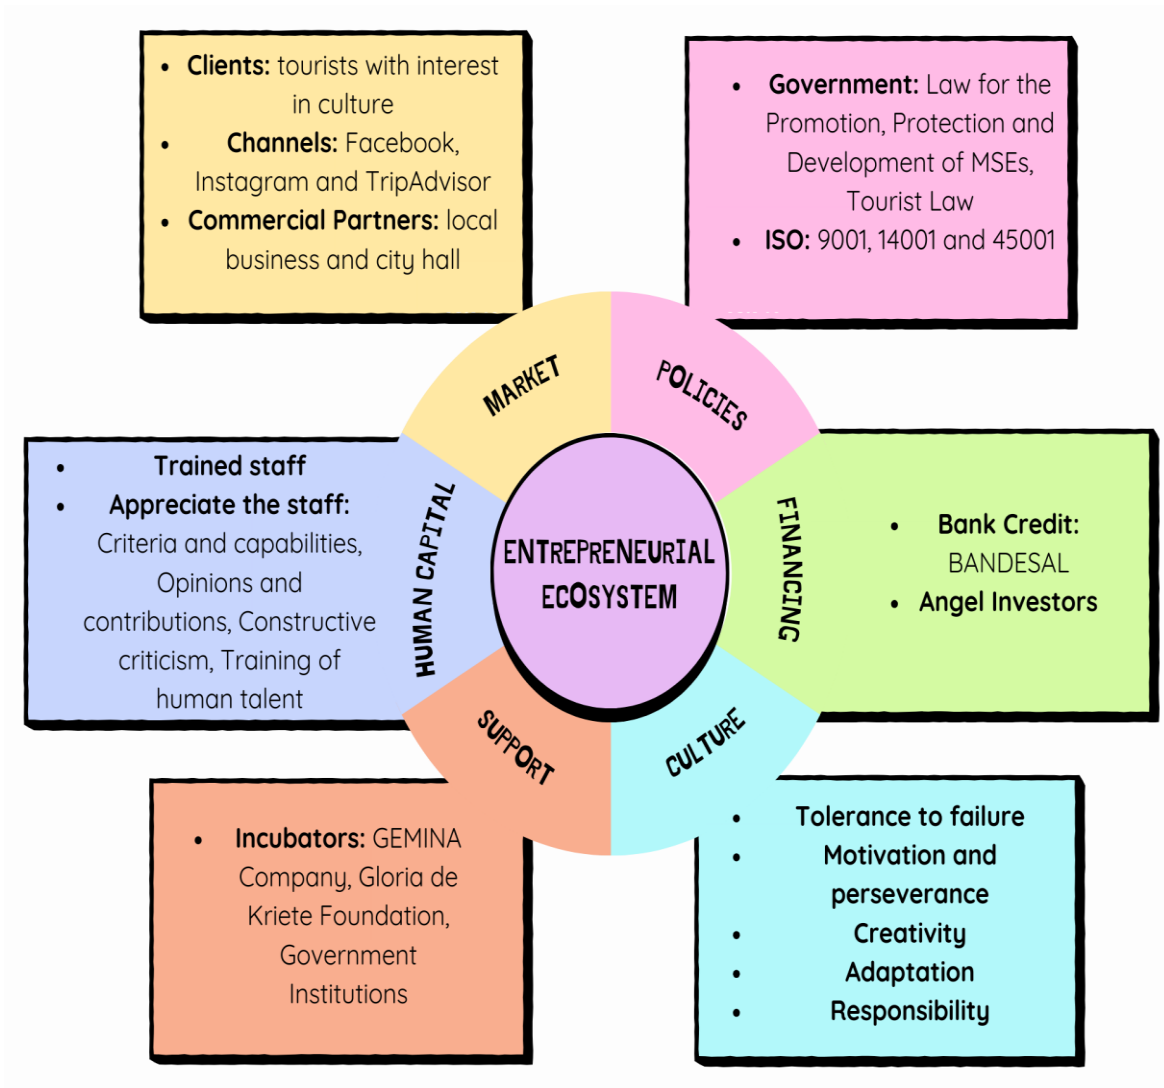 • Clients: tourists with interest
in culture
• Channels: Facebook,
Instagram and TripAdvisor
• Commercial Partners: local
business and city hall
• Government: Law for the
Promotion, Protection and
Development of MSEs,
Tourist Law
• ISO: 9001, 14001 and 45001
MARKET
POLICIES
• Trained staff
• Appreciate the staff:
Criteria and capabilities,
Opinions and
contributions, Constructive
criticism, Training of
human talent
HUMAN CAPITAL
ENTREPRENEURIAL
ECOSYSTEM
FINANCING
• Bank Credit:
BANDESAL
• Angel Investors
SUPPORT
CULTURE
• Incubators: GEMINA
Company, Gloria de
Kriete Foundation,
Government
Institutions
• Tolerance to failure
• Motivation and
perseverance
• Creativity
• Adaptation
• Responsibility